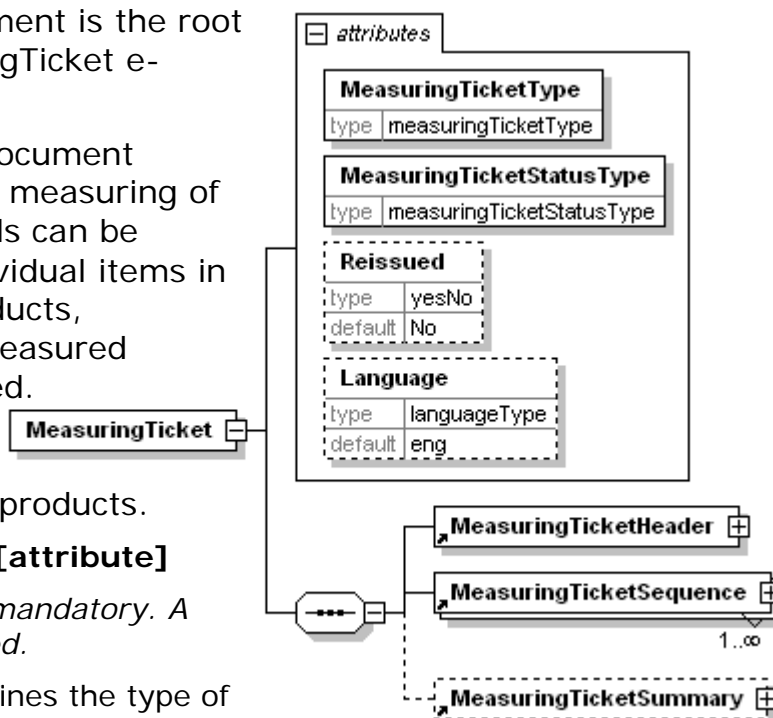 ment is the root
gTicket e-
ocument
measuring of
ls can be
vidual items in
ducts,
easured
ed.
products.
[attribute]
mandatory. A
ed.
ines the type of
attributes
MeasuringTicketType
type measuringTicketType
MeasuringTicketStatusType
type measuringTicketStatusType
Reissued
type yesNo
default No
Language
type languageType
default eng
MeasuringTicket
MeasuringTicketHeader
MeasuringTicketSequence
1..∞
MeasuringTicketSummary